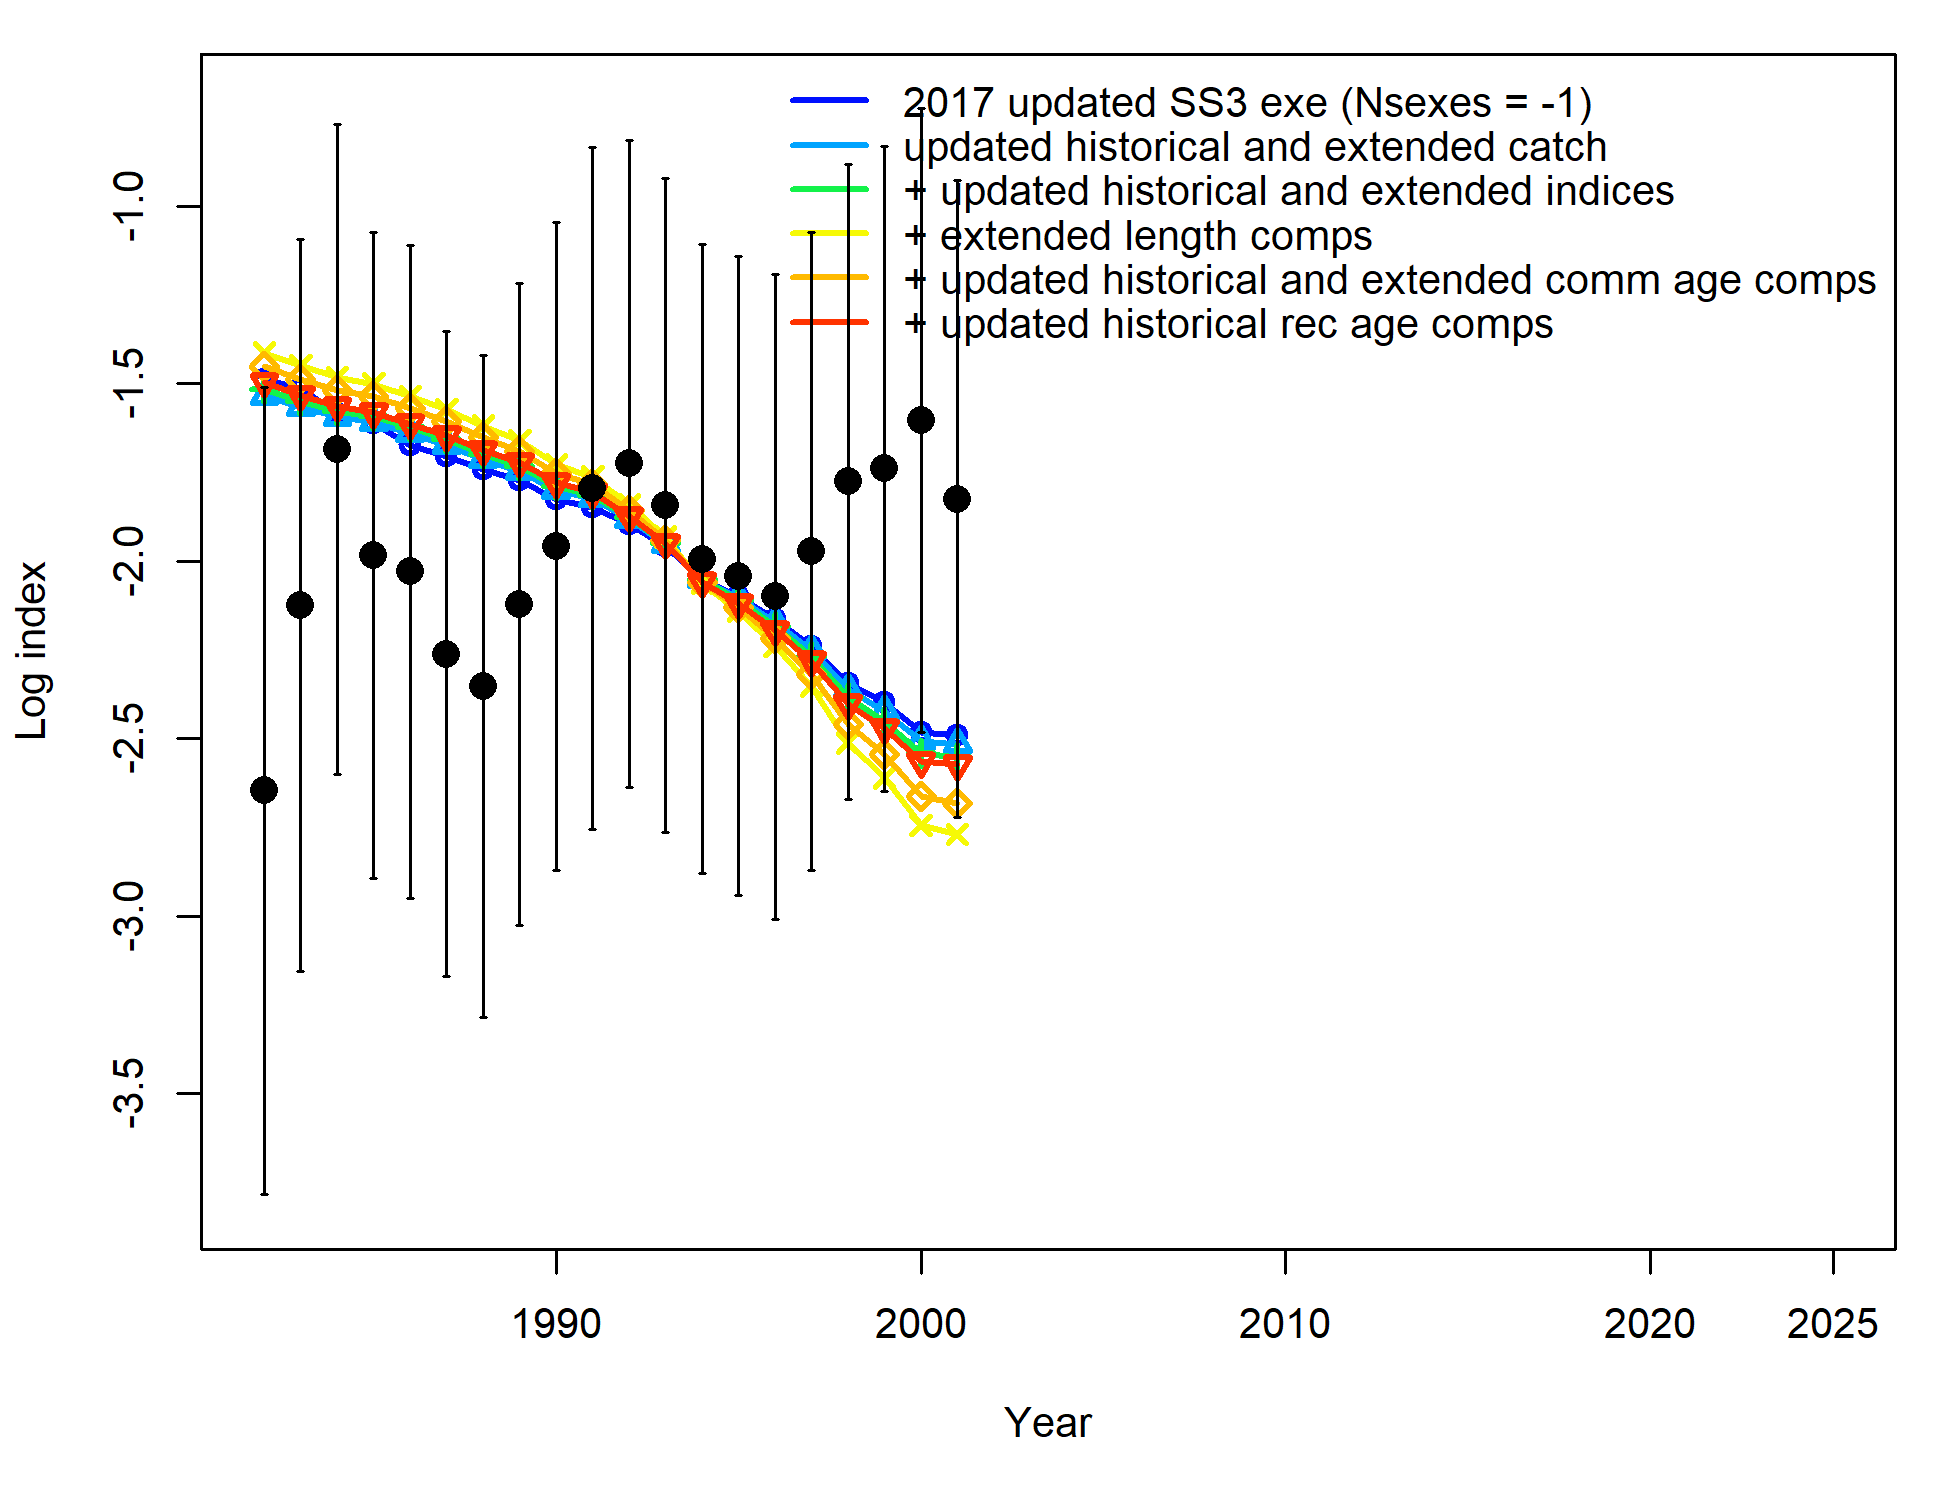 2017 updated SS3 exe (Nsexes = -1)
updated historical and extended catch
+ updated historical and extended indices
+ extended length comps
+ updated historical and extended comm age comps
+ updated historical rec age comps
Log index
-1.0
-1.5
-2.0
-2.5
-3.0
-3.5
1990
2000
2010
2020
2025
Year